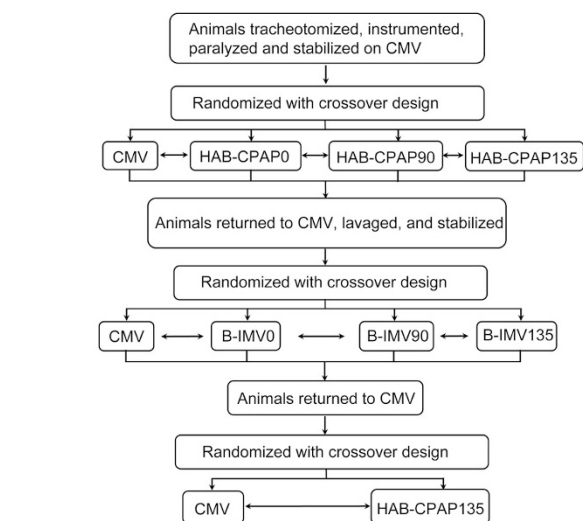 Animals tracheotomized, instrumented,
paralyzed and stabilized on CMV
Randomized with crossover design
CMV HAB-CPAP0 HAB-CPAP90 HAB-CPAP135
Animals returned to CMV, lavaged, and stabilized
Randomized with crossover design
CMV B-IMV0 B-IMV90 B-IMV135
Animals returned to CMV
Randomized with crossover design
CMV HAB-CPAP135